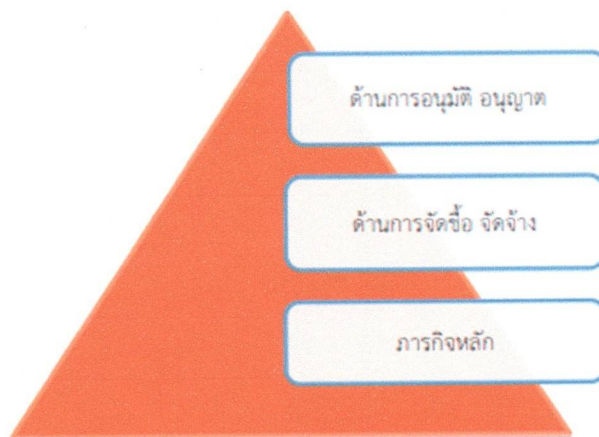 ด้านการอนุมัติ อนุญาต
ด้านการจัดซื้อ จัดจ้าง
ภารกิจหลัก